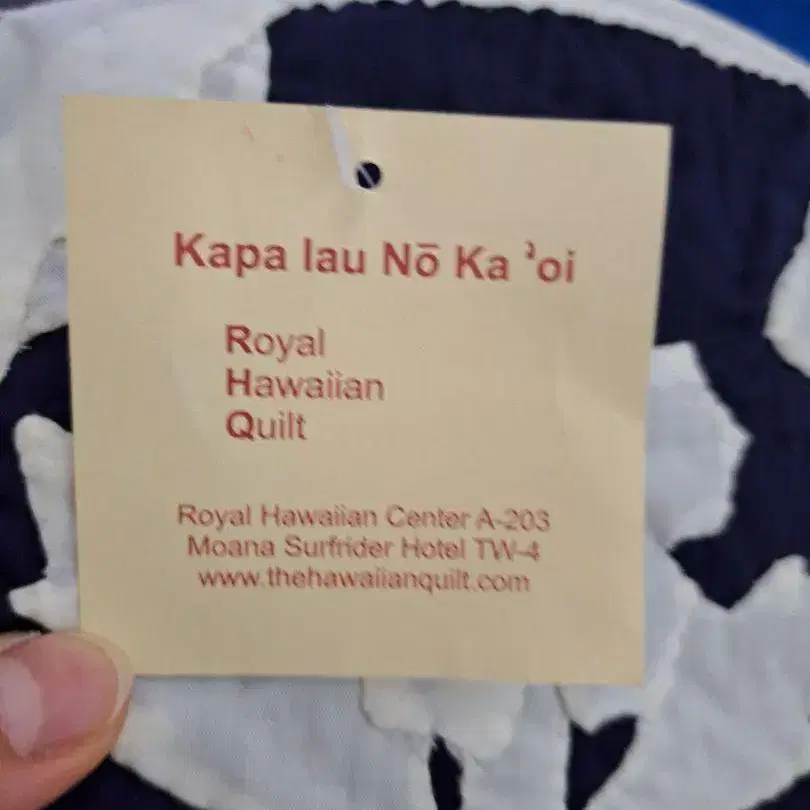 Kapa lau Nō Ka ʾoi
Royal
Hawaiian
Quilt
Royal Hawaiian Center A-203
Moana Surfrider Hotel TW-4
www.thehawaiianquilt.com